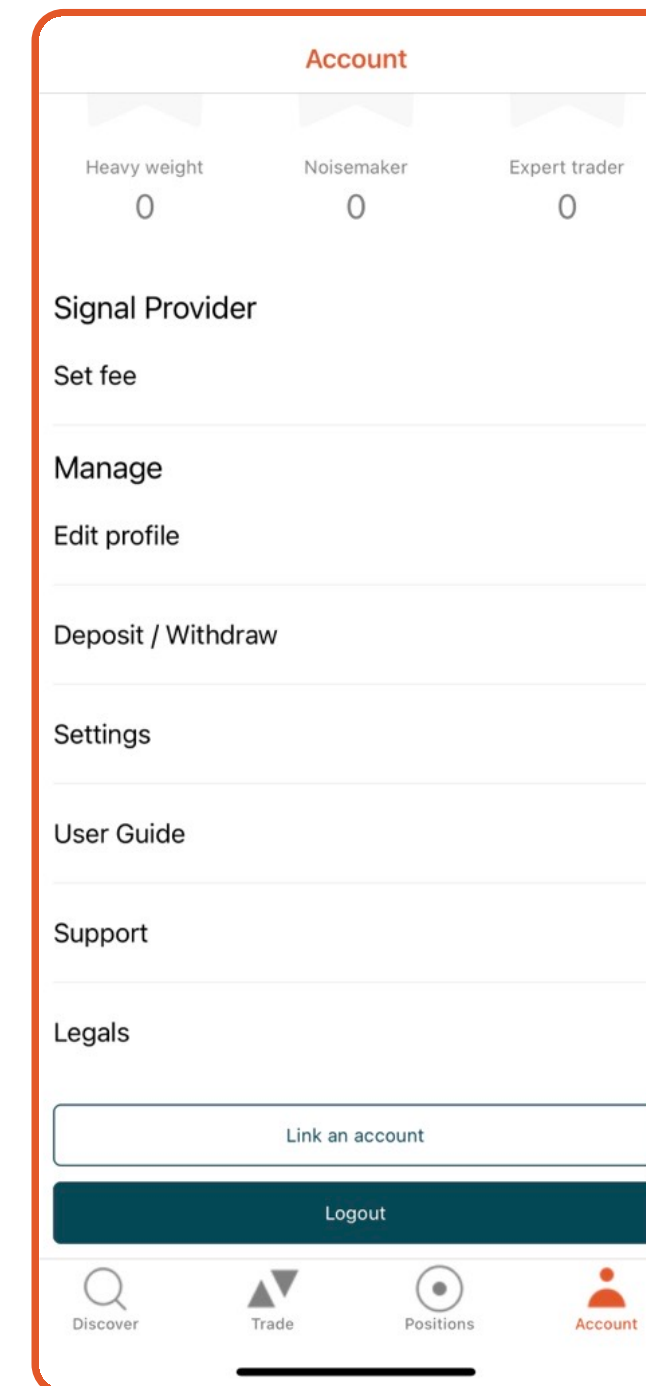 Account
Heavy weight Noisemaker Expert trader
0 0 0
Signal Provider
Set fee
Manage
Edit profile
Deposit / Withdraw
Settings
User Guide
Support
Legals
Link an account
Logout
Discover Trade Positions Account